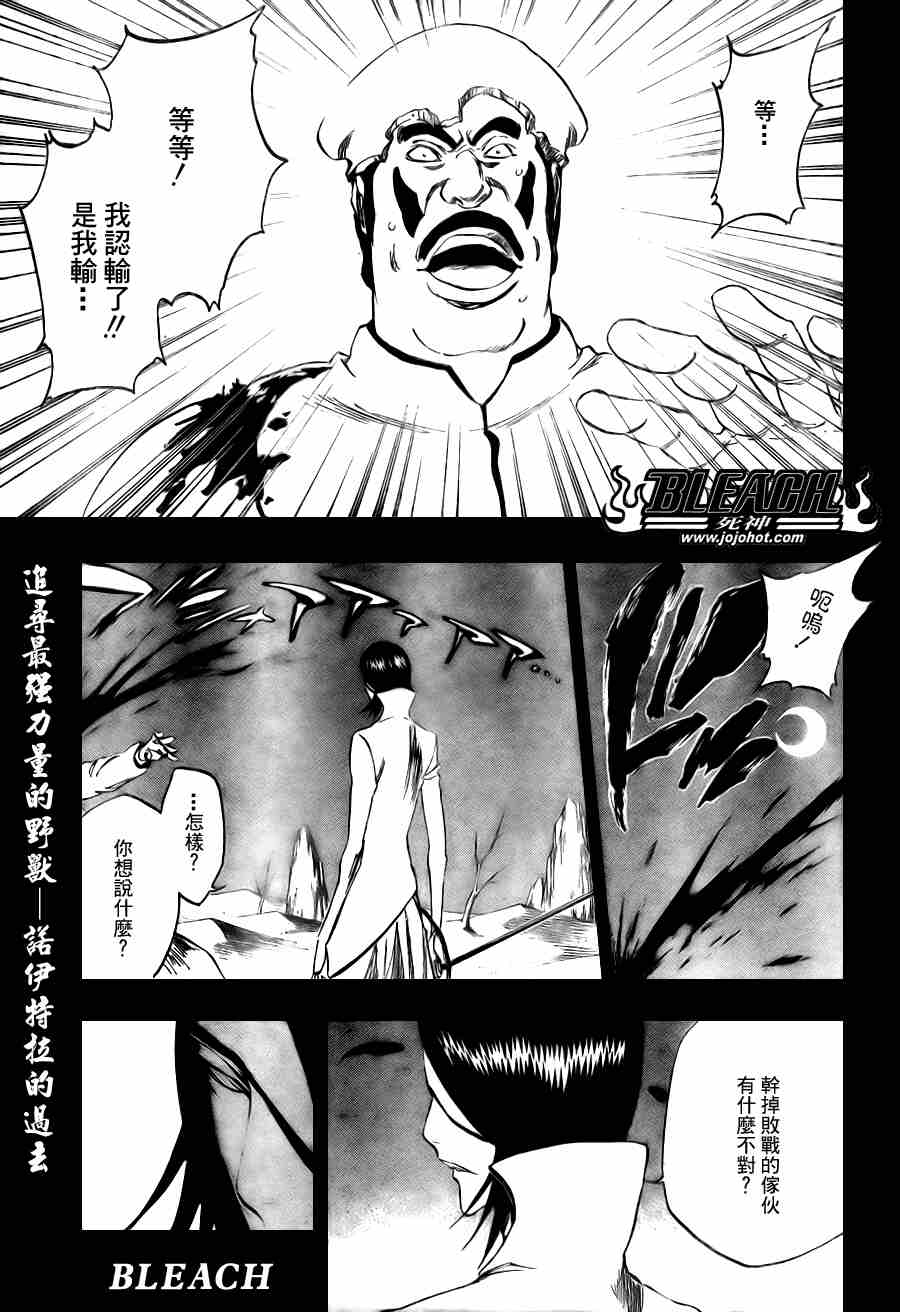 等…
等等！
我認輸了!!
是我輸…
BLEACH
死神
www.jojohot.com
呃嗚！
…怎樣？
你想說什麼？
幹掉敗戰的傢伙
有什麼不對？
追尋最强力量的野獸—諾伊特拉的過去
BLEACH